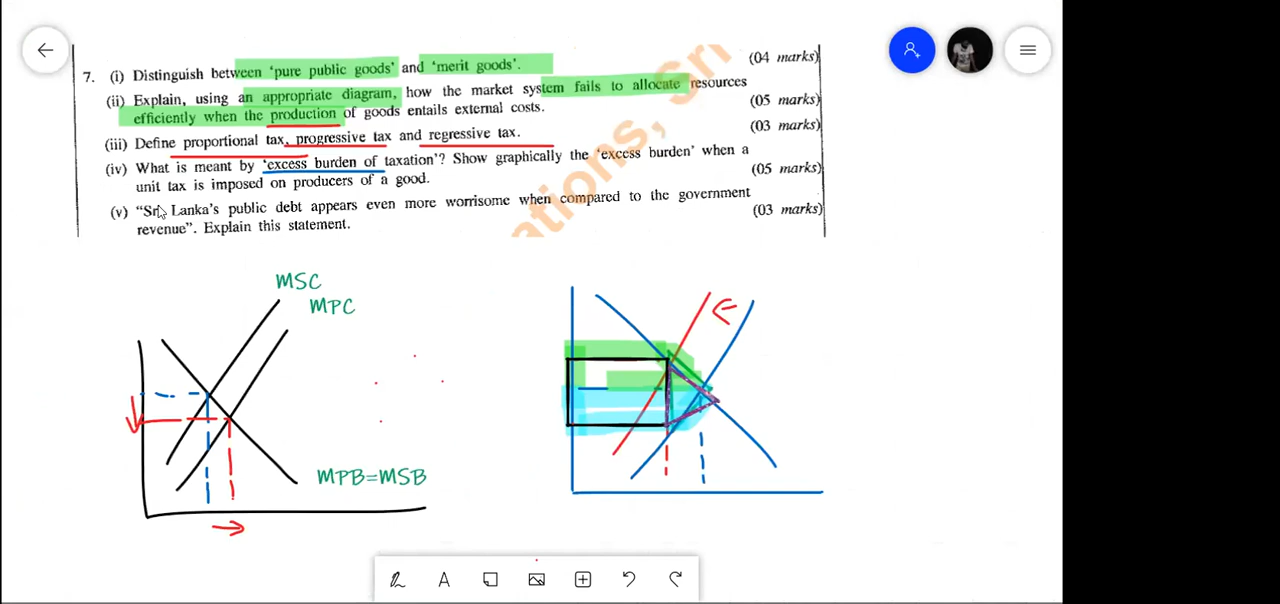 7. (i) Distinguish between 'pure public goods' and 'merit goods'. (04 marks)
(ii) Explain, using an appropriate diagram, how the market system fails to allocate resources
efficiently when the production of goods entails external costs. (05 marks)
(iii) Define proportional tax, progressive tax and regressive tax. (03 marks)
(iv) What is meant by 'excess burden of taxation'? Show graphically the 'excess burden' when a
unit tax is imposed on producers of a good. (05 marks)
(v) "Sri Lanka's public debt appears even more worrisome when compared to the government
revenue". Explain this statement. (03 marks)
ations, Sri
MSC
MPC
MPB=MSB
A